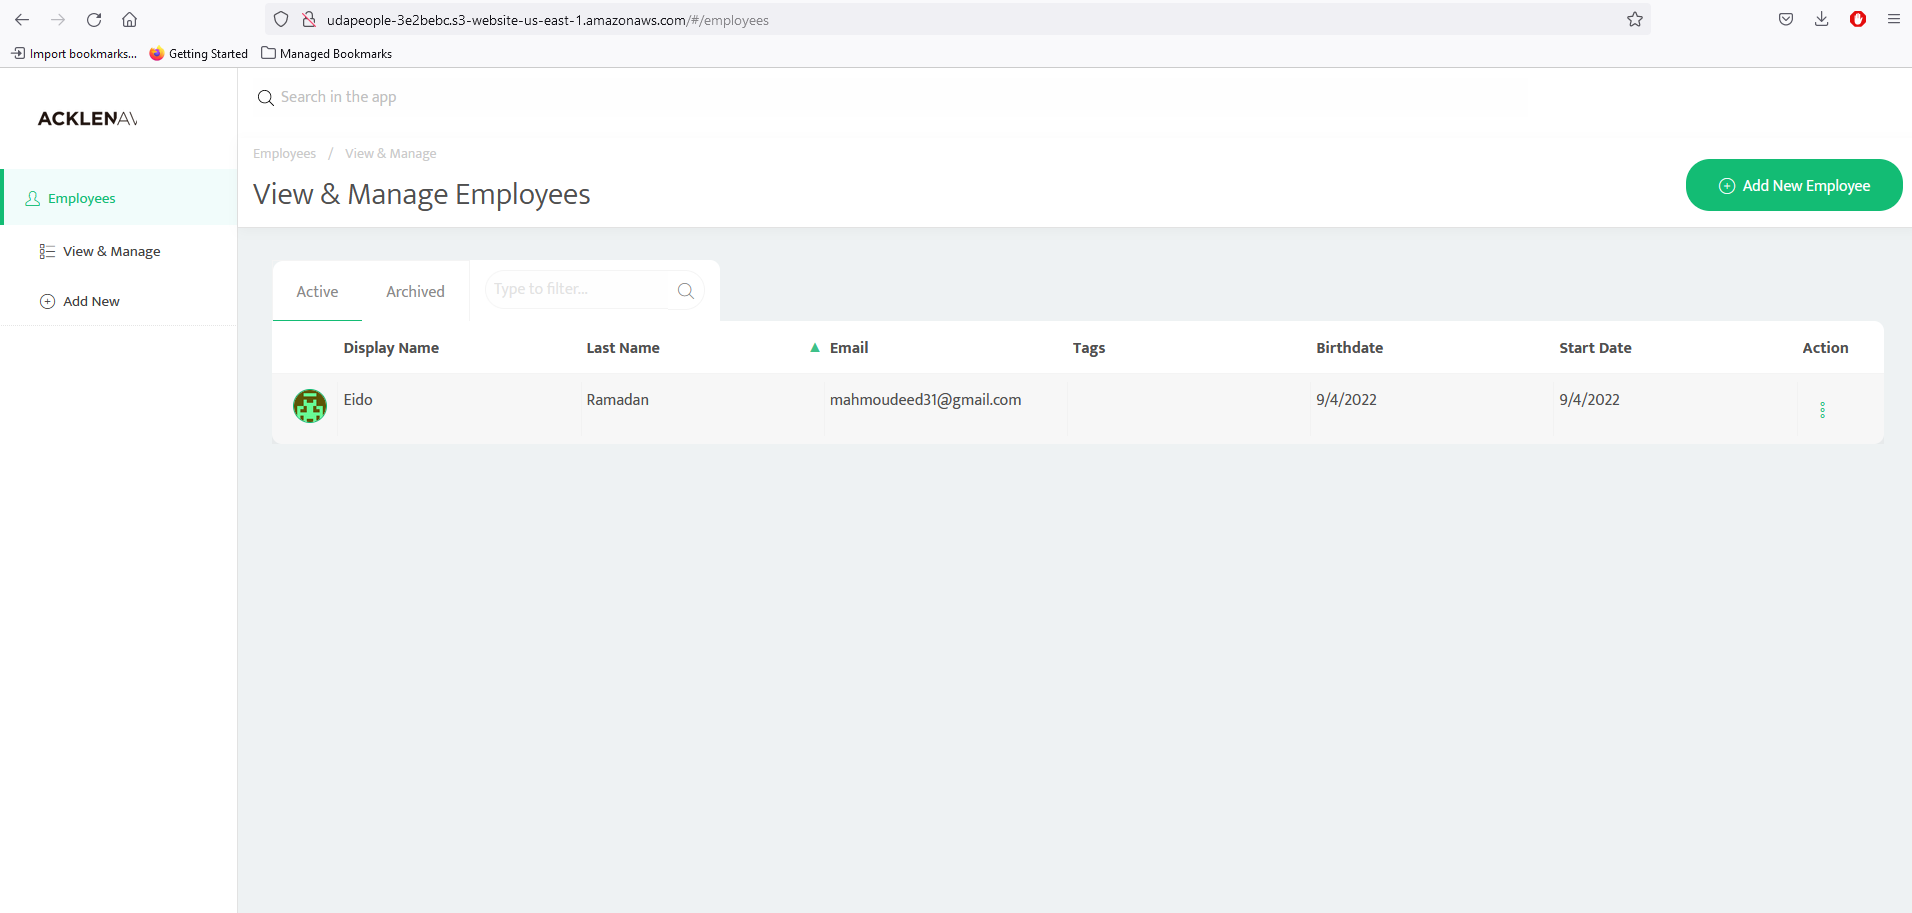 udapeople-3e2bebc.s3-website-us-east-1.amazonaws.com/#/employees
Import bookmarks... Getting Started Managed Bookmarks
Search in the app
ACKLENAV
Employees / View & Manage
View & Manage Employees
Add New Employee
Employees
View & Manage
Add New
Active Archived Type to filter...
Display Name Last Name Email Tags Birthdate Start Date Action
Eido Ramadan mahmoudeed31@gmail.com 9/4/2022 9/4/2022